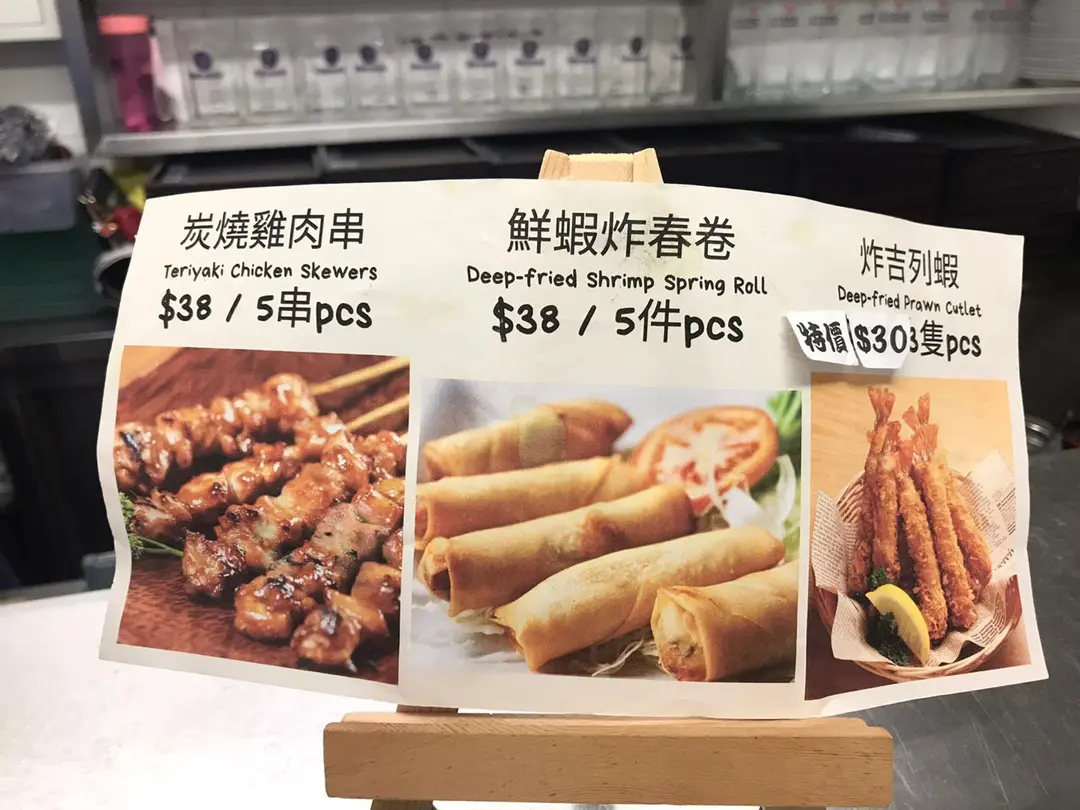 炭燒雞肉串
Teriyaki Chicken Skewers
$38 / 5串pcs
鮮蝦炸春卷
Deep-fried Shrimp Spring Roll
$38 / 5件pcs
炸吉列蝦
Deep-fried Prawn Cutlet
特價 $30 3隻pcs